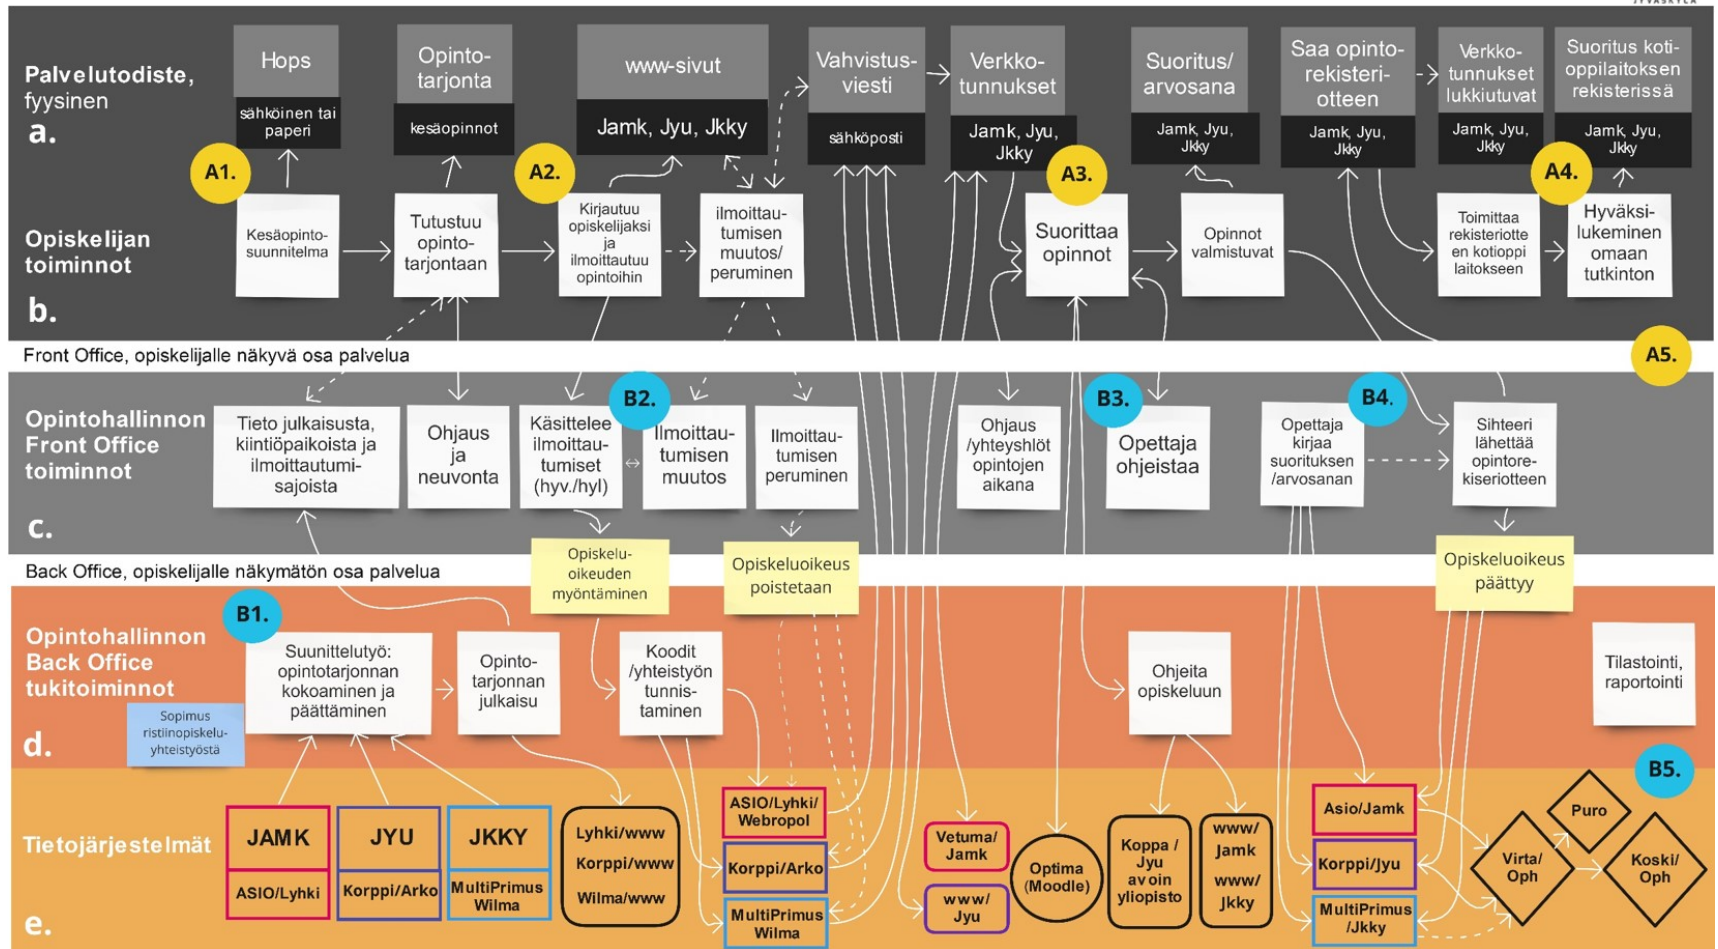 JYVÄSKYLÄ
Palvelutodiste,
fyysinen
a.
Hops
sähköinen tai
paperi
Opinto-
tarjonta
kesäopinnot
www-sivut
Jamk, Jyu, Jkky
Vahvistus-
viesti
sähköposti
Verkko-
tunnukset
Jamk, Jyu,
Jkky
Suoritus/
arvosana
Jamk, Jyu,
Jkky
Saa opinto-
rekisteri-
otteen
Jamk, Jyu,
Jkky
Verkko-
tunnukset
lukkiutuvat
Jamk, Jyu,
Jkky
Suoritus koti-
oppilaitoksen
rekisterissä
Jamk, Jyu,
Jkky
A1.
A2.
A3.
A4.
Opiskelijan
toiminnot
b.
Kesäopinto-
suunnitelma
Tutustuu
opinto-
tarjontaan
Kirjautuu
opiskelijaksi
ja
ilmoittautuu
opintoihin
ilmoittau-
tumisen
muutos/
peruminen
Suorittaa
opinnot
Opinnot
valmistuvat
Toimittaa
rekisteriotte
en kotioppi
laitokseen
Hyväksi-
lukeminen
omaan
tutkinton
Front Office, opiskelijalle näkyvä osa palvelua
A5.
Opintohallinnon
Front Office
toiminnot
c.
Tieto julkaisusta,
kiintiöpaikoista ja
ilmoittautumi-
sajoista
Ohjaus
ja
neuvonta
Käsittelee
ilmoittau-
tumiset
(hyv./hyl)
B2.
Ilmoittau-
tumisen
muutos
Ilmoittau-
tumisen
peruminen
Ohjaus
/yhteyshlöt
opintojen
aikana
B3.
Opettaja
ohjeistaa
Opettaja
kirjaa
suorituksen
/arvosanan
B4.
Sihteeri
lähettää
opintore-
kiseriotteen
Opiskelu-
oikeuden
myöntäminen
Opiskeluoikeus
poistetaan
Opiskeluoikeus
päättyy
Back Office, opiskelijalle näkymätön osa palvelua
B1.
Opintohallinnon
Back Office
tukitoiminnot
d.
Sopimus
ristiinopiskelu-
yhteistyöstä
Suunittelutyö:
opintotarjonnan
kokoaminen ja
päättäminen
Opinto-
tarjonnan
julkaisu
Koodit
/yhteistyön
tunnis-
taminen
Ohjeita
opiskeluun
Tilastointi,
raportointi
B5.
Tietojärjestelmät
e.
JAMK
ASIO/Lyhki
JYU
Korppi/Arko
JKKY
MultiPrimus
Wilma
Lyhki/www
Korppi/www
Wilma/www
ASIO/Lyhki/
Webropol
Korppi/Arko
MultiPrimus
Wilma
Vetuma/
Jamk
www/
Jyu
Optima
(Moodle)
Koppa /
Jyu
avoin
yliopisto
www/
Jamk
www/
Jkky
Asio/Jamk
Korppi/Jyu
MultiPrimus
/Jkky
Virta/
Oph
Puro
Koski/
Oph